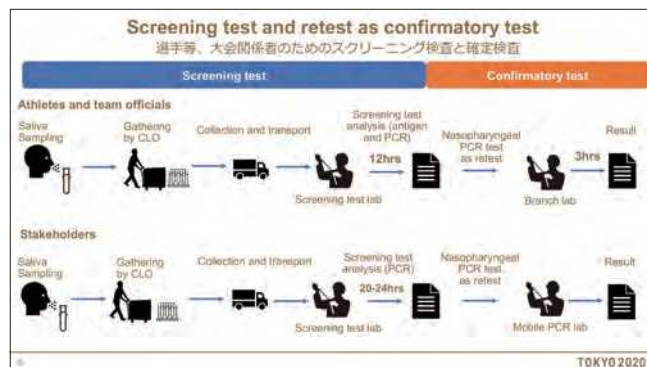 Screening test and retest as confirmatory test
選手等、大会関係者のためのスクリーニング検査と確定検査
Screening test
Confirmatory test
Athletes and team officials
Saliva
Sampling
Gathering
by CLO
Collection and transport
Screening test
analysis (antigen
and PCR)
12hrs
Screening test lab
Nasopharyngeal
PCR test
as retest
Branch lab
3hrs
Result
Stakeholders
Saliva
Sampling
Gathering
by CLO
Collection and transport
Screening test
analysis (PCR)
20-24hrs
Screening test lab
Nasopharyngeal
PCR test
as retest
Mobile PCR lab
Result
TOKYO 2020